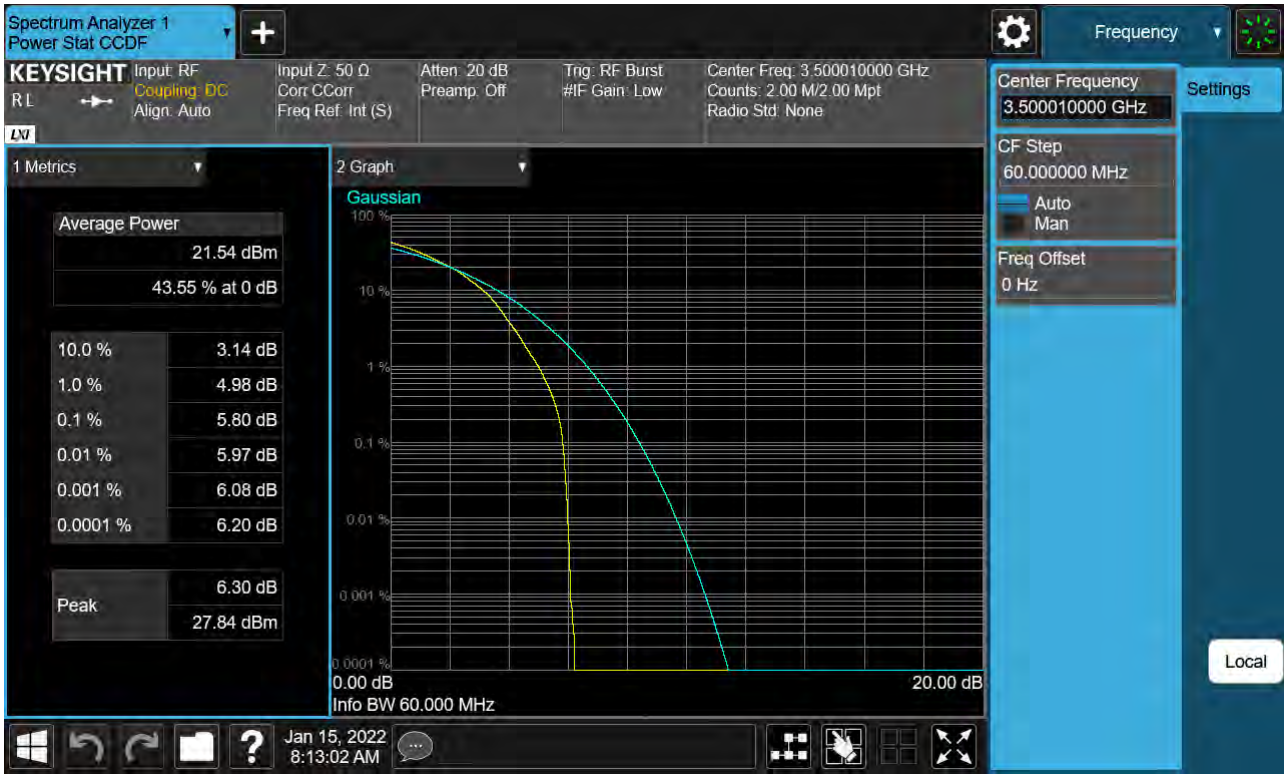 Spectrum Analyzer 1
Power Stat CCDF
Frequency
KEYSIGHT
RL
LXI
Input: RF
Coupling: DC
Align: Auto
Input Z: 50 Ω
Corr CCorr
Freq Ref: Int (S)
Atten: 20 dB
Preamp: Off
Trig: RF Burst
#IF Gain: Low
Center Freq: 3.500010000 GHz
Counts: 2.00 M/2.00 Mpt
Radio Std: None
Center Frequency
3.500010000 GHz
Settings
CF Step
60.000000 MHz
Auto
Man
Freq Offset
0 Hz
1 Metrics
Average Power
21.54 dBm
43.55 % at 0 dB
10.0 % 3.14 dB
1.0 % 4.98 dB
0.1 % 5.80 dB
0.01 % 5.97 dB
0.001 % 6.08 dB
0.0001 % 6.20 dB
Peak
6.30 dB
27.84 dBm
2 Graph
Gaussian
100 %
10 %
1 %
0.1 %
0.01 %
0.001 %
0.0001 %
0.00 dB 20.00 dB
Info BW 60.000 MHz
Local
?
Jan 15, 2022
8:13:02 AM